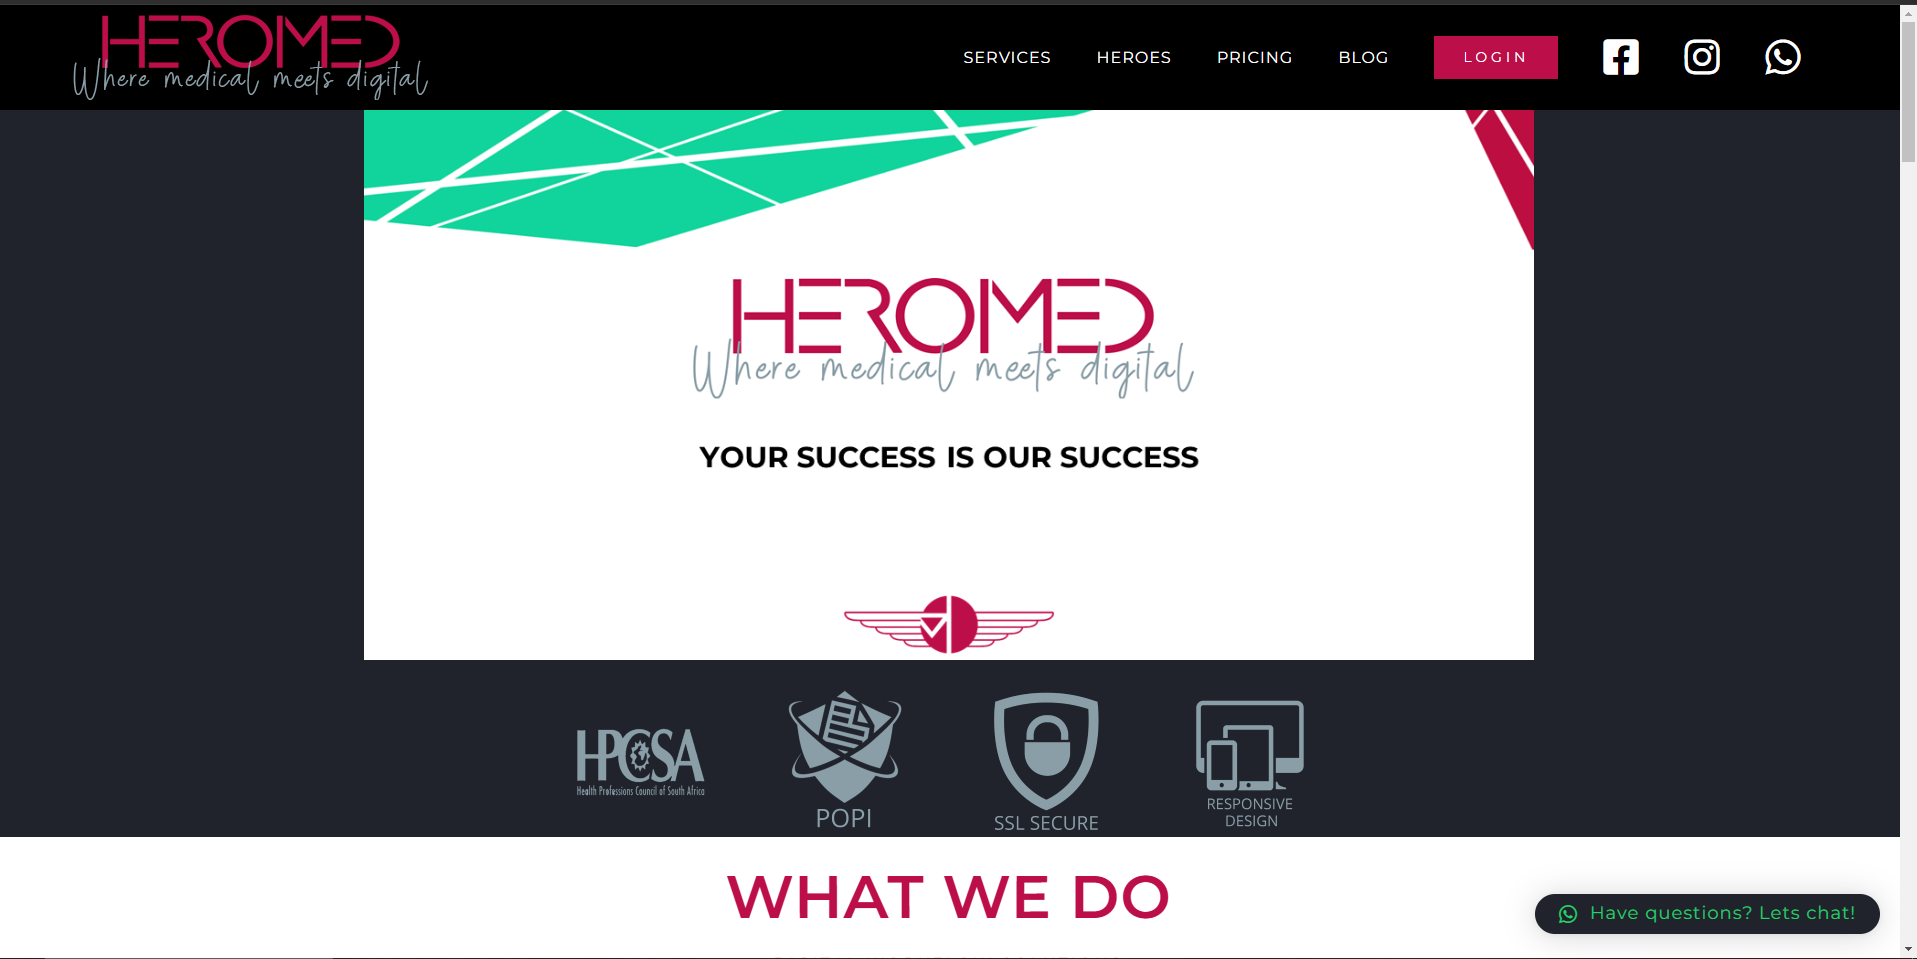 HEROMED
Where medical meets digital
SERVICES HEROES PRICING BLOG LOGIN
HEROMED
Where medical meets digital
YOUR SUCCESS IS OUR SUCCESS
HPCSA
Health Professions Council of South Africa
POPI
SSL SECURE
RESPONSIVE
DESIGN
WHAT WE DO
Have questions? Lets chat!